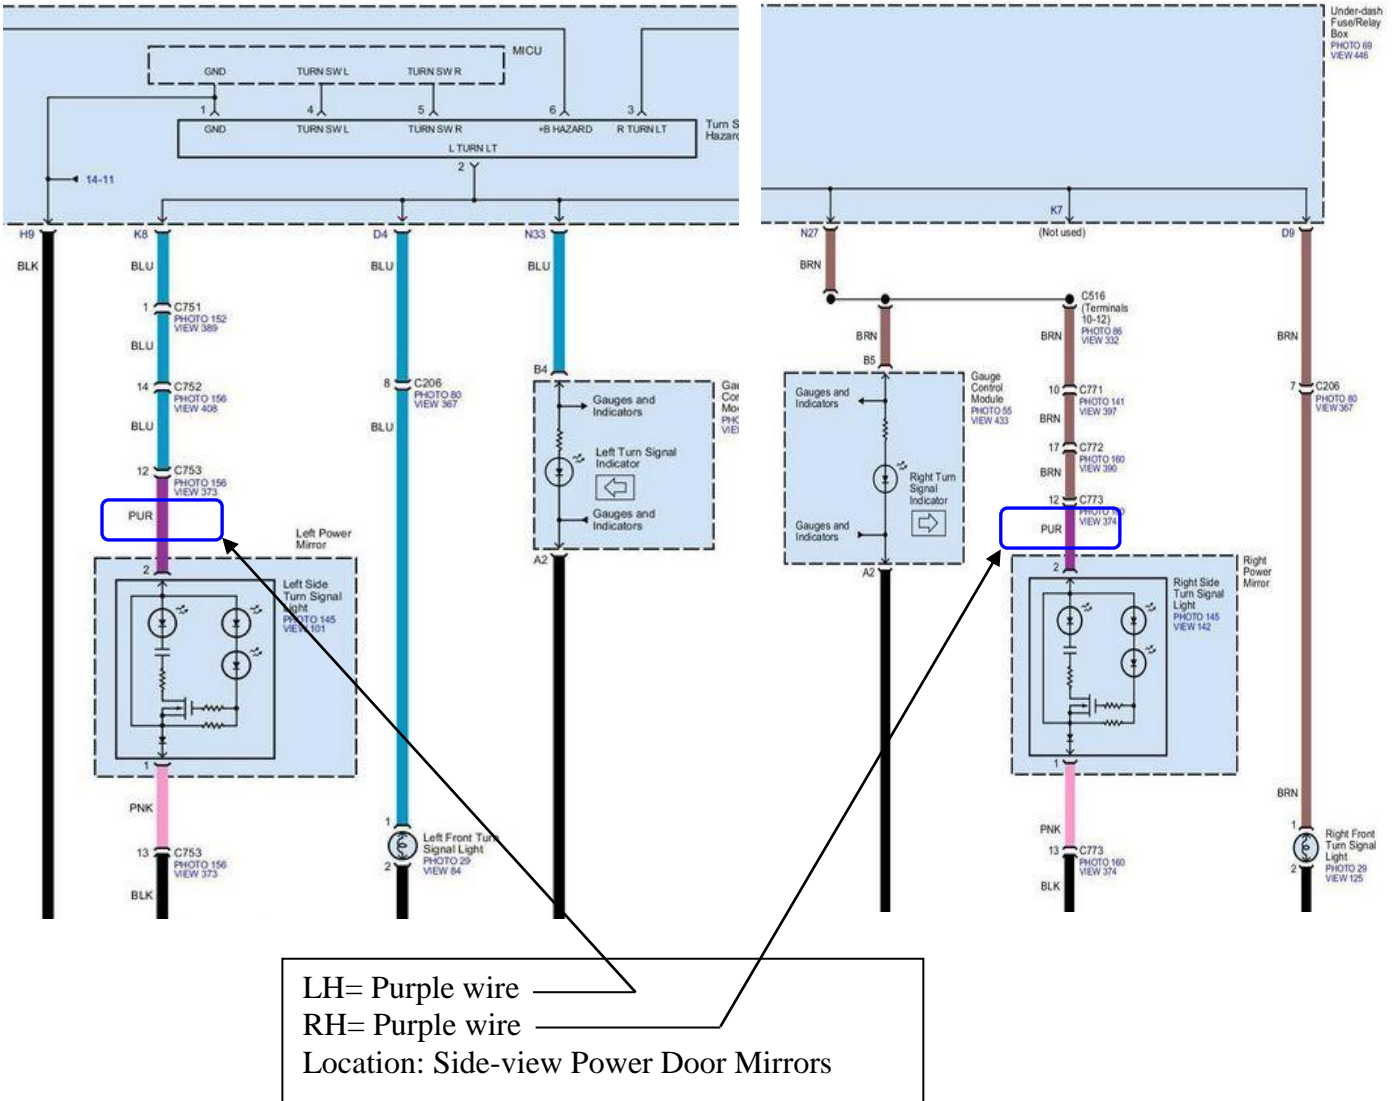 Under-dash
Fuse/Relay
Box
PHOTO 69
VIEW 446
MICU
GND TURN SW L TURN SW R
1 4 5 6 3
GND TURN SW L TURN SW R +B HAZARD R TURN LT
Turn S
Hazard
L TURN LT
2
14-11
H9 K8 D4 N33
BLK BLU BLU BLU
1 C751
PHOTO 152
VIEW 389
BLU
14 C752
PHOTO 156
VIEW 408
BLU
12 C753
PHOTO 156
VIEW 373
PUR
Left Power
Mirror
2
Left Side
Turn Signal
Light
PHOTO 145
VIEW 101
1
PNK
13 C753
PHOTO 156
VIEW 373
BLK
8 C206
PHOTO 80
VIEW 367
BLU
1
Left Front Turn
Signal Light
PHOTO 29
VIEW 84
2
B4
Gauges and
Indicators
Left Turn Signal
Indicator
Gauges and
Indicators
A2
K7
(Not used)
N27 D9
BRN
C516
(Terminals
10-12)
PHOTO 86
VIEW 332
BRN BRN BRN
B5
Gauge
Control
Module
PHOTO 55
VIEW 433
Gauges and
Indicators
Right Turn
Signal
Indicator
Gauges and
Indicators
A2
10 C771
PHOTO 141
VIEW 397
BRN
17 C772
PHOTO 160
VIEW 390
BRN
12 C773
VIEW 374
PUR
Right
Power
Mirror
2
Right Side
Turn Signal
Light
PHOTO 145
VIEW 142
1
PNK
13 C773
PHOTO 160
VIEW 374
BLK
7 C206
PHOTO 80
VIEW 367
BRN
1
Right Front
Turn Signal
Light
PHOTO 29
VIEW 125
2
LH= Purple wire
RH= Purple wire
Location: Side-view Power Door Mirrors